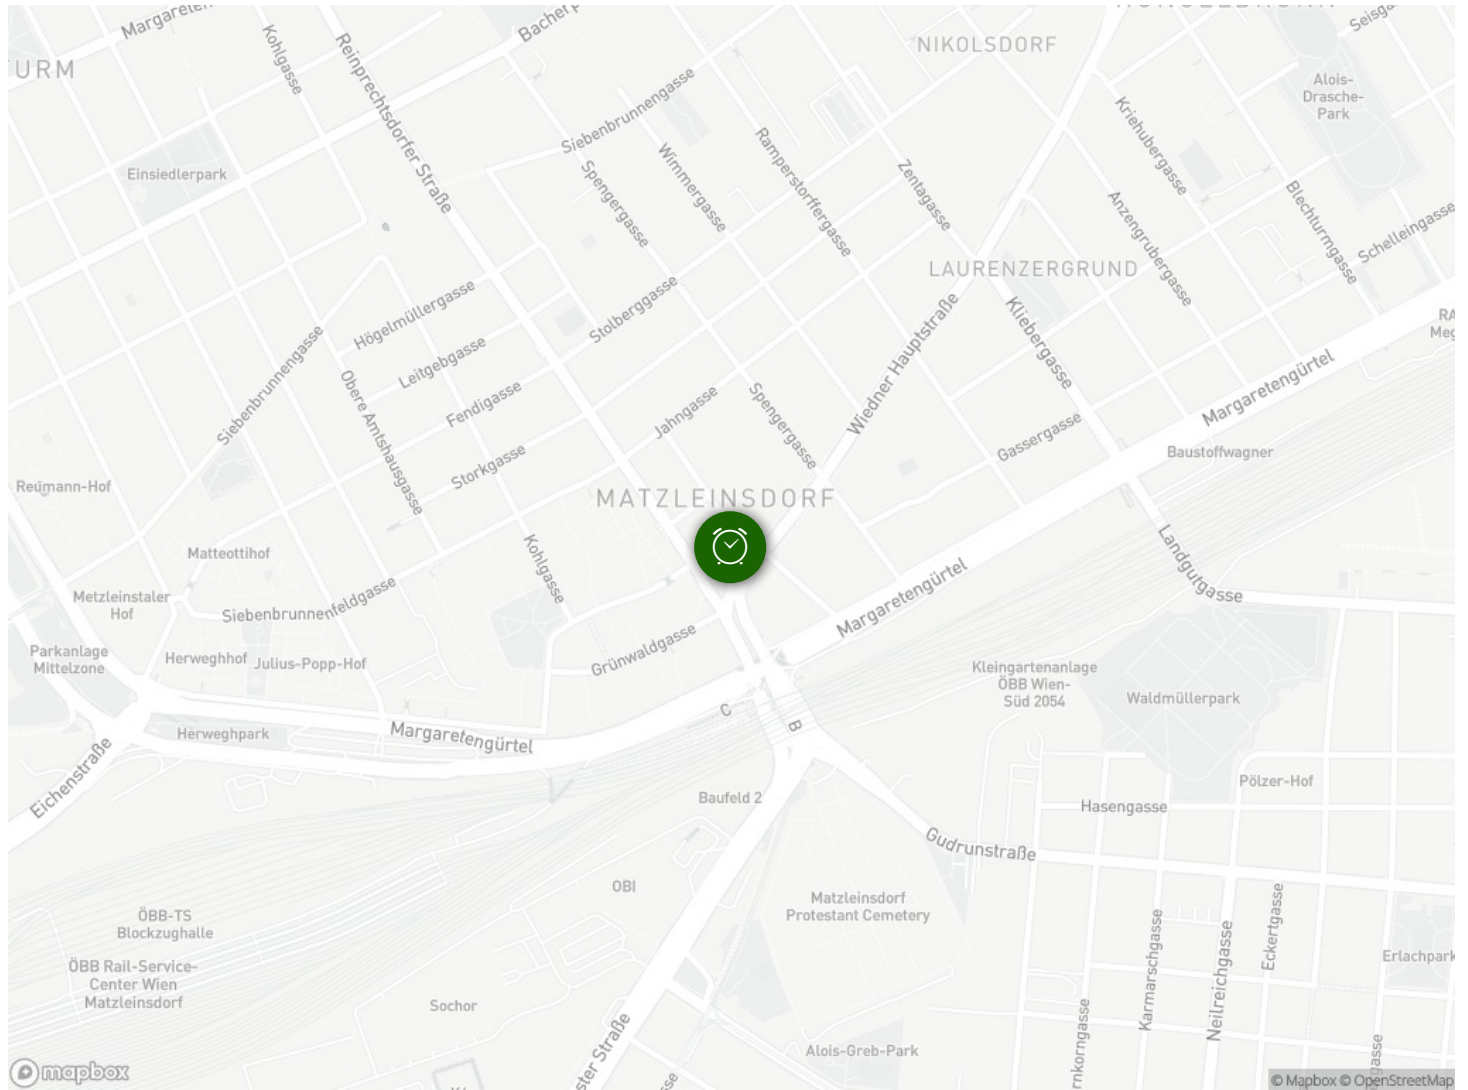 Kohlgasse
Reinprechtsdorfer Straße
URM
NIKOLSDORF
Alois-
Drasche-
Park
Siebenbrunnengasse
Kriehubergasse
Einsiedlerpark
Spengergasse
Wimmergasse
Ramperstorffergasse
Zentagasse
Anzengrubergasse
Blechturmgasse
Schelleingasse
LAURENZERGRUND
Högelmüllergasse
Stolberggasse
Kliebergasse
Wiedner Hauptstraße
Leitgebgasse
Siebenbrunnengasse
Obere Amtshausgasse
Fendigasse
Jahngasse
Spengergasse
Margaretengürtel
Gassergasse
Baustoffwagner
Storkgasse
Reumann-Hof
MATZLEINSDORF
Matteottihof
Kohlgasse
Landgutgasse
Metzleinstaler
Hof
Siebenbrunnenfeldgasse
Margaretengürtel
Parkanlage
Mittelzone
Herweghhof
Julius-Popp-Hof
Grünwaldgasse
Kleingartenanlage
ÖBB Wien-
Süd 2054
Waldmüllerpark
C
B
Herweghpark
Margaretengürtel
Eichenstraße
Baufeld 2
Pölzer-Hof
Hasengasse
Gudrunstraße
OBI
Matzleinsdorf
Protestant Cemetery
ÖBB-TS
Blockzughalle
Karmarschgasse
Neilreichgasse
Eckertgasse
Erlachpark
ÖBB Rail-Service-
Center Wien
Matzleinsdorf
Sochor
ster Straße
Alois-Greb-Park
rnkorngasse
gasse
mapbox
© Mapbox © OpenStreetMap